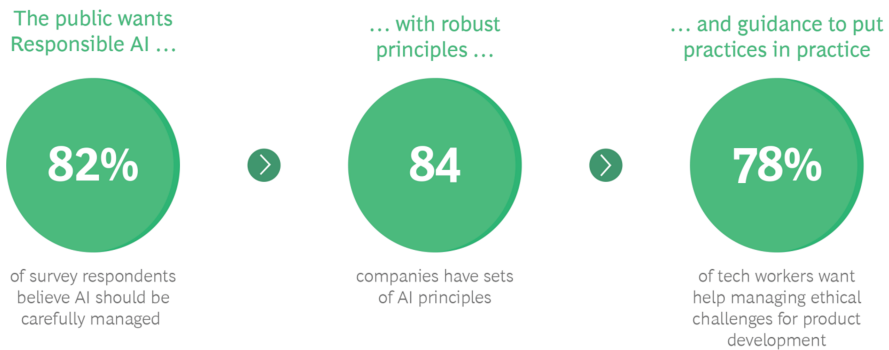 The public wants
Responsible AI …
… with robust
principles …
… and guidance to put
practices in practice
82%
84
78%
of survey respondents
believe AI should be
carefully managed
companies have sets
of AI principles
of tech workers want
help managing ethical
challenges for product
development